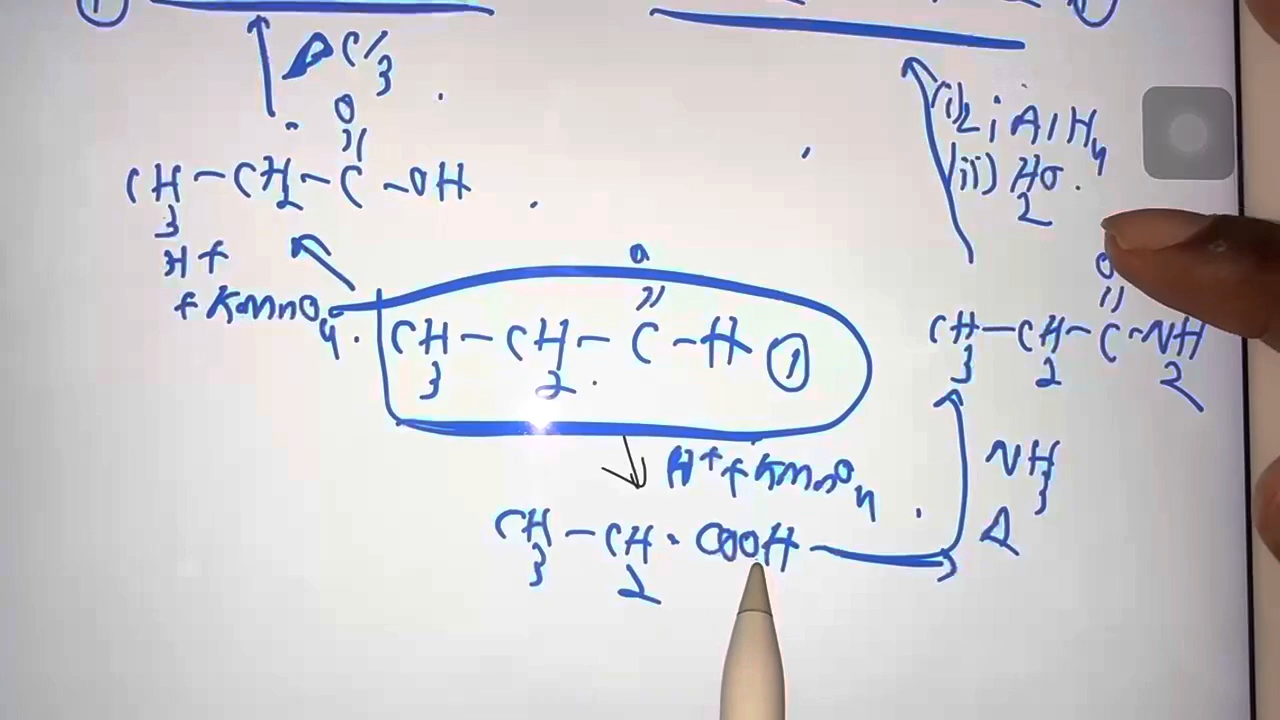 ①
PCl3
O
CH3-CH2-C-OH
H+
+ KMnO4.
(i) LiAlH4
(ii) H2O.
O
CH3-CH2-C-H ①
O
CH3-CH2-C-NH2
H+ + KMnO4
NH3
Δ
CH3-CH2-COOH